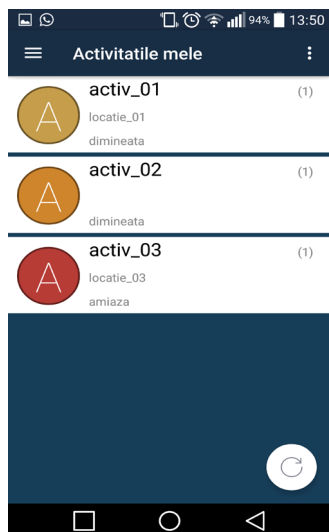 94% 13:50
Activitatile mele
A
activ_01 (1)
locatie_01
dimineata
A
activ_02 (1)
dimineata
A
activ_03 (1)
locatie_03
amiaza